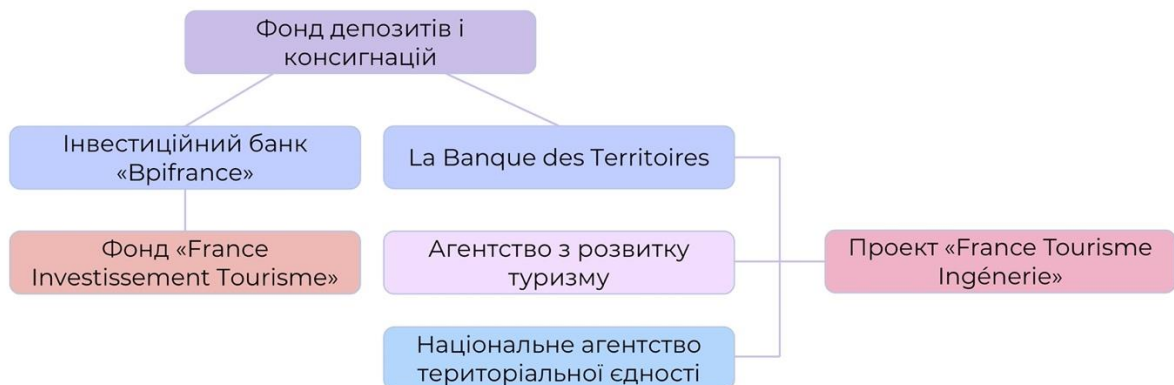 Фонд депозитів і
консигнацій
Інвестиційний банк
«Bpifrance»
La Banque des Territoires
Фонд «France
Investissement Tourisme»
Агентство з розвитку
туризму
Проект «France Tourisme
Ingénerie»
Національне агентство
територіальної єдності